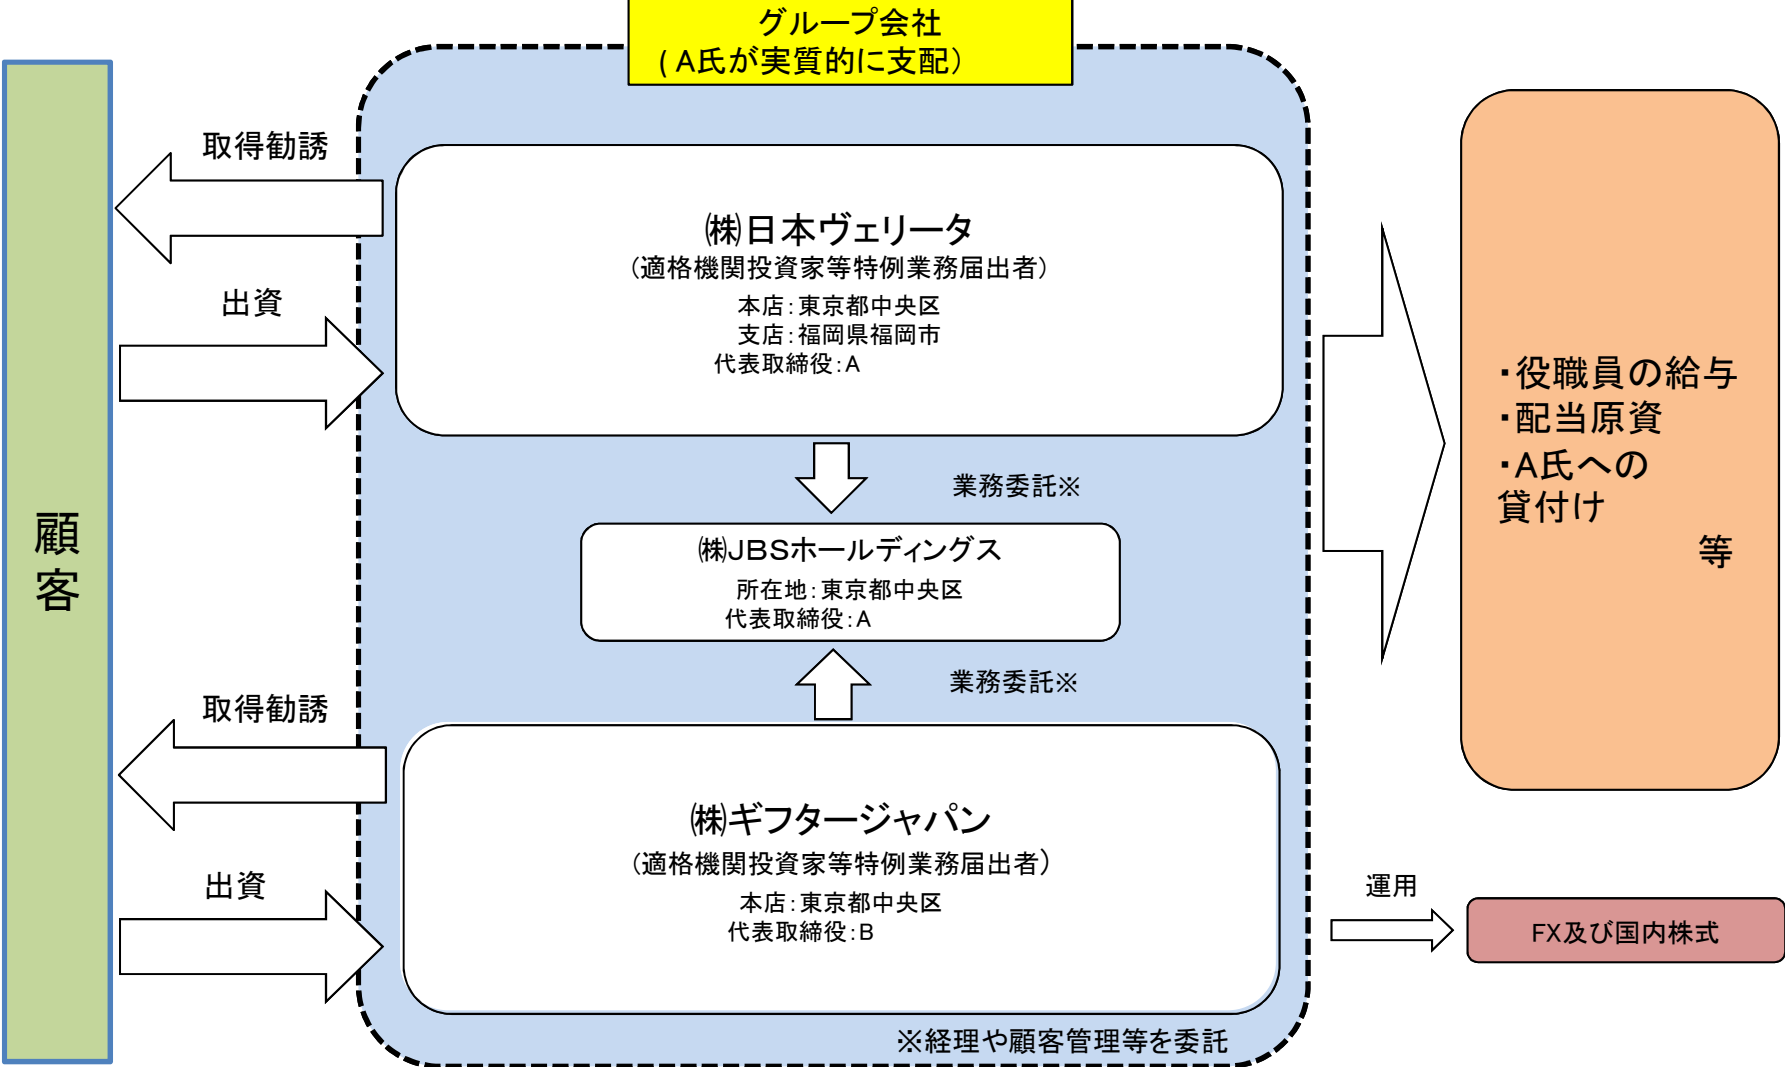 グループ会社
(A氏が実質的に支配)
顧客
取得勧誘
出資
㈱日本ヴェリータ
(適格機関投資家等特例業務届出者)
本店:東京都中央区
支店:福岡県福岡市
代表取締役:A
業務委託※
㈱JBSホールディングス
所在地:東京都中央区
代表取締役:A
業務委託※
取得勧誘
出資
㈱ギフタージャパン
(適格機関投資家等特例業務届出者)
本店:東京都中央区
代表取締役:B
※経理や顧客管理等を委託
・役職員の給与
・配当原資
・A氏への
貸付け
等
運用
FX及び国内株式